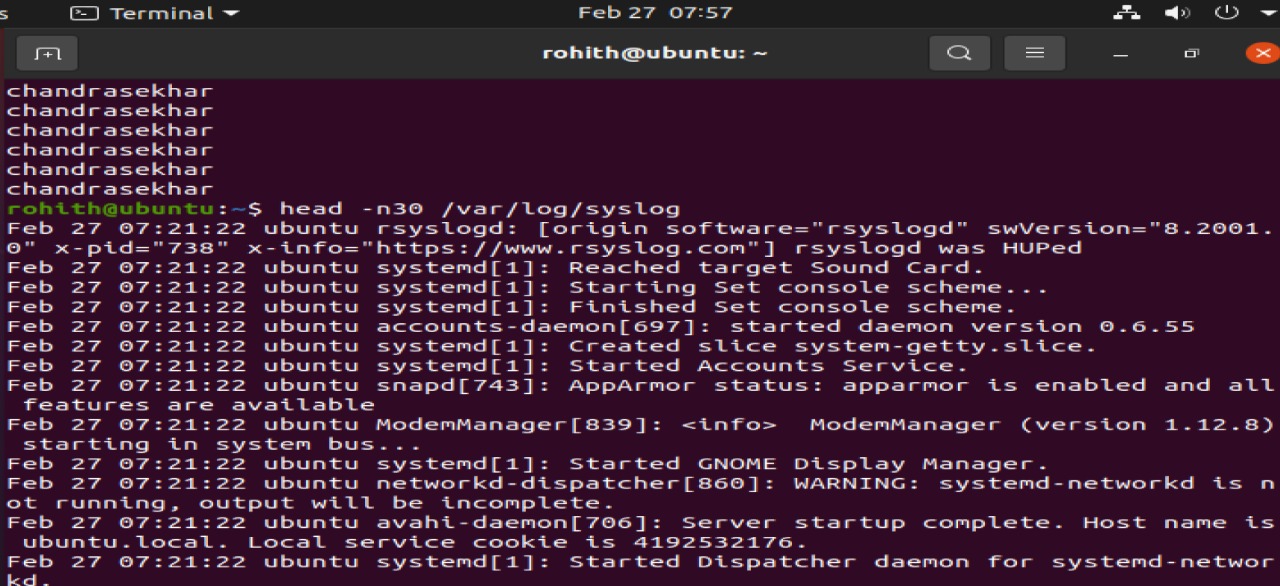 s Terminal Feb 27 07:57
rohith@ubuntu: ~
chandrasekhar
chandrasekhar
chandrasekhar
chandrasekhar
chandrasekhar
chandrasekhar
rohith@ubuntu:~$ head -n30 /var/log/syslog
Feb 27 07:21:22 ubuntu rsyslogd: [origin software="rsyslogd" swVersion="8.2001.
0" x-pid="738" x-info="https://www.rsyslog.com"] rsyslogd was HUPed
Feb 27 07:21:22 ubuntu systemd[1]: Reached target Sound Card.
Feb 27 07:21:22 ubuntu systemd[1]: Starting Set console scheme...
Feb 27 07:21:22 ubuntu systemd[1]: Finished Set console scheme.
Feb 27 07:21:22 ubuntu accounts-daemon[697]: started daemon version 0.6.55
Feb 27 07:21:22 ubuntu systemd[1]: Created slice system-getty.slice.
Feb 27 07:21:22 ubuntu systemd[1]: Started Accounts Service.
Feb 27 07:21:22 ubuntu snapd[743]: AppArmor status: apparmor is enabled and all
 features are available
Feb 27 07:21:22 ubuntu ModemManager[839]: <info>  ModemManager (version 1.12.8)
 starting in system bus...
Feb 27 07:21:22 ubuntu systemd[1]: Started GNOME Display Manager.
Feb 27 07:21:22 ubuntu networkd-dispatcher[860]: WARNING: systemd-networkd is n
ot running, output will be incomplete.
Feb 27 07:21:22 ubuntu avahi-daemon[706]: Server startup complete. Host name is
 ubuntu.local. Local service cookie is 4192532176.
Feb 27 07:21:22 ubuntu systemd[1]: Started Dispatcher daemon for systemd-networ
kd.